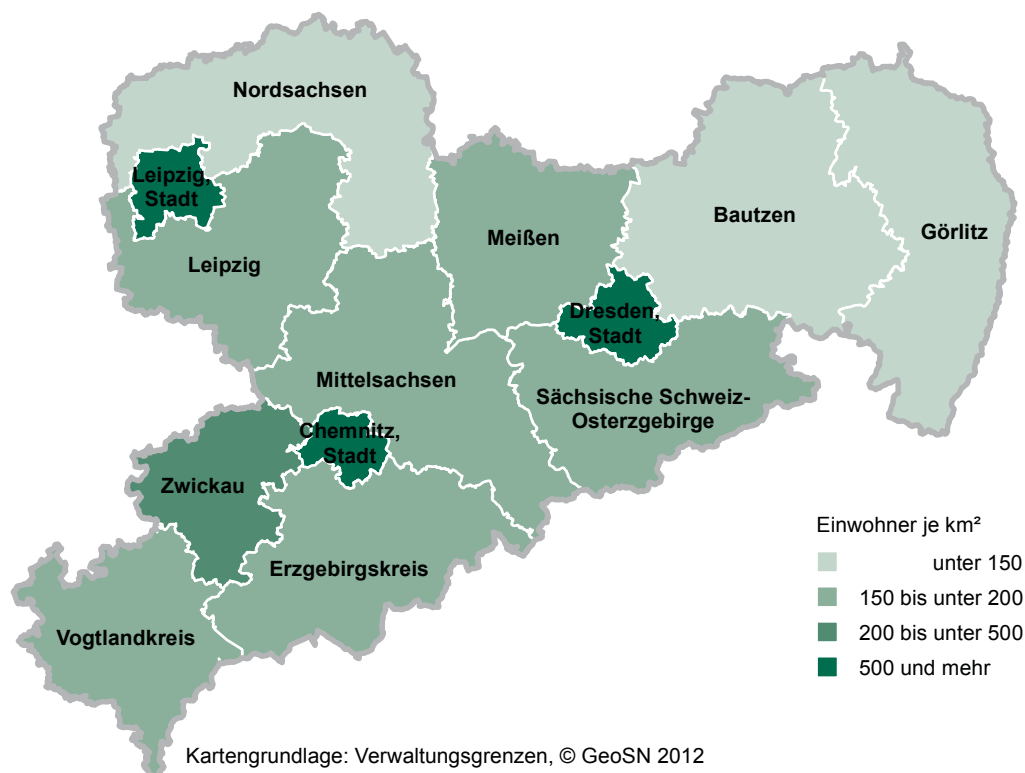 Nordsachsen
Leipzig,
Stadt
Leipzig
Meißen
Bautzen
Görlitz
Dresden,
Stadt
Mittelsachsen
Sächsische Schweiz-
Osterzgebirge
Chemnitz,
Stadt
Zwickau
Erzgebirgskreis
Vogtlandkreis
Einwohner je km²
unter 150
150 bis unter 200
200 bis unter 500
500 und mehr
Kartengrundlage: Verwaltungsgrenzen, © GeoSN 2012